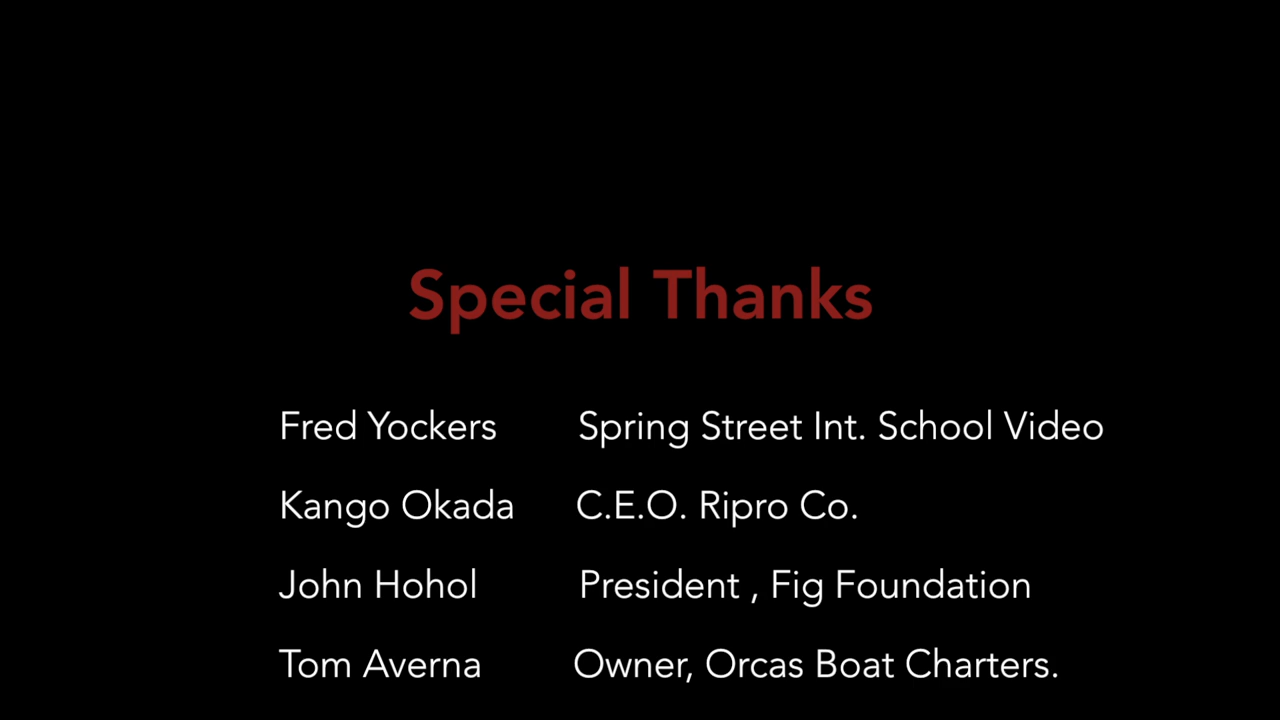 Special Thanks
Fred Yockers Spring Street Int. School Video
Kango Okada C.E.O. Ripro Co.
John Hohol President , Fig Foundation
Tom Averna Owner, Orcas Boat Charters.